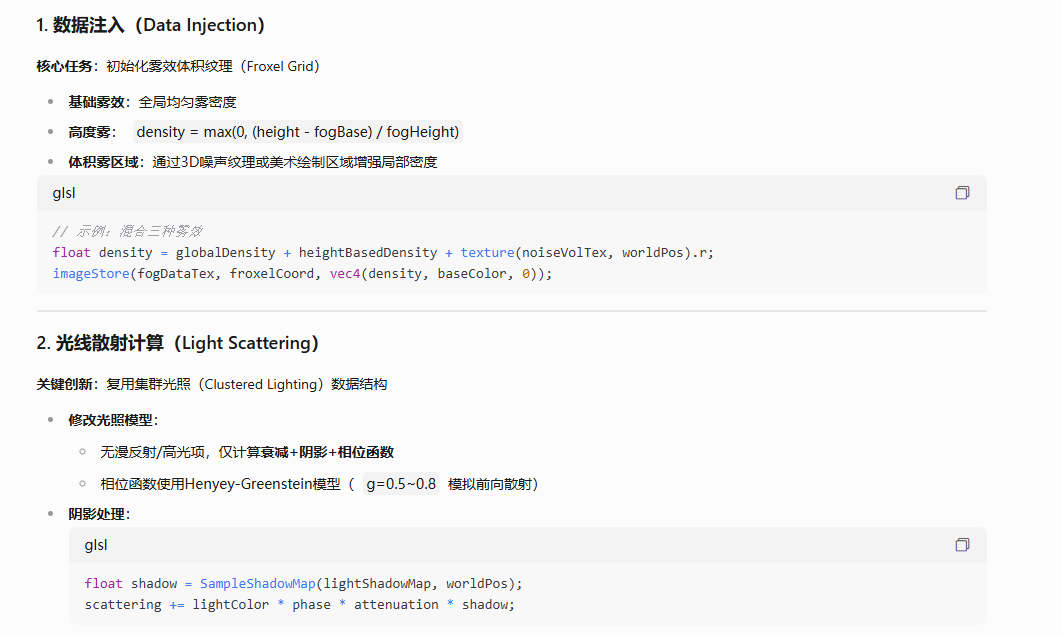 1. 数据注入（Data Injection）
核心任务：初始化雾效体积纹理（Froxel Grid）
基础雾效：全局均匀雾密度
高度雾： density = max(0, (height - fogBase) / fogHeight)
体积雾区域：通过3D噪声纹理或美术绘制区域增强局部密度
glsl
// 示例：混合三种雾效
float density = globalDensity + heightBasedDensity + texture(noiseVolTex, worldPos).r;
imageStore(fogDataTex, froxelCoord, vec4(density, baseColor, 0));
2. 光线散射计算（Light Scattering）
关键创新：复用集群光照（Clustered Lighting）数据结构
修改光照模型：
无漫反射/高光项，仅计算衰减+阴影+相位函数
相位函数使用Henyey-Greenstein模型（ g=0.5~0.8 模拟前向散射）
阴影处理：
glsl
float shadow = SampleShadowMap(lightShadowMap, worldPos);
scattering += lightColor * phase * attenuation * shadow;